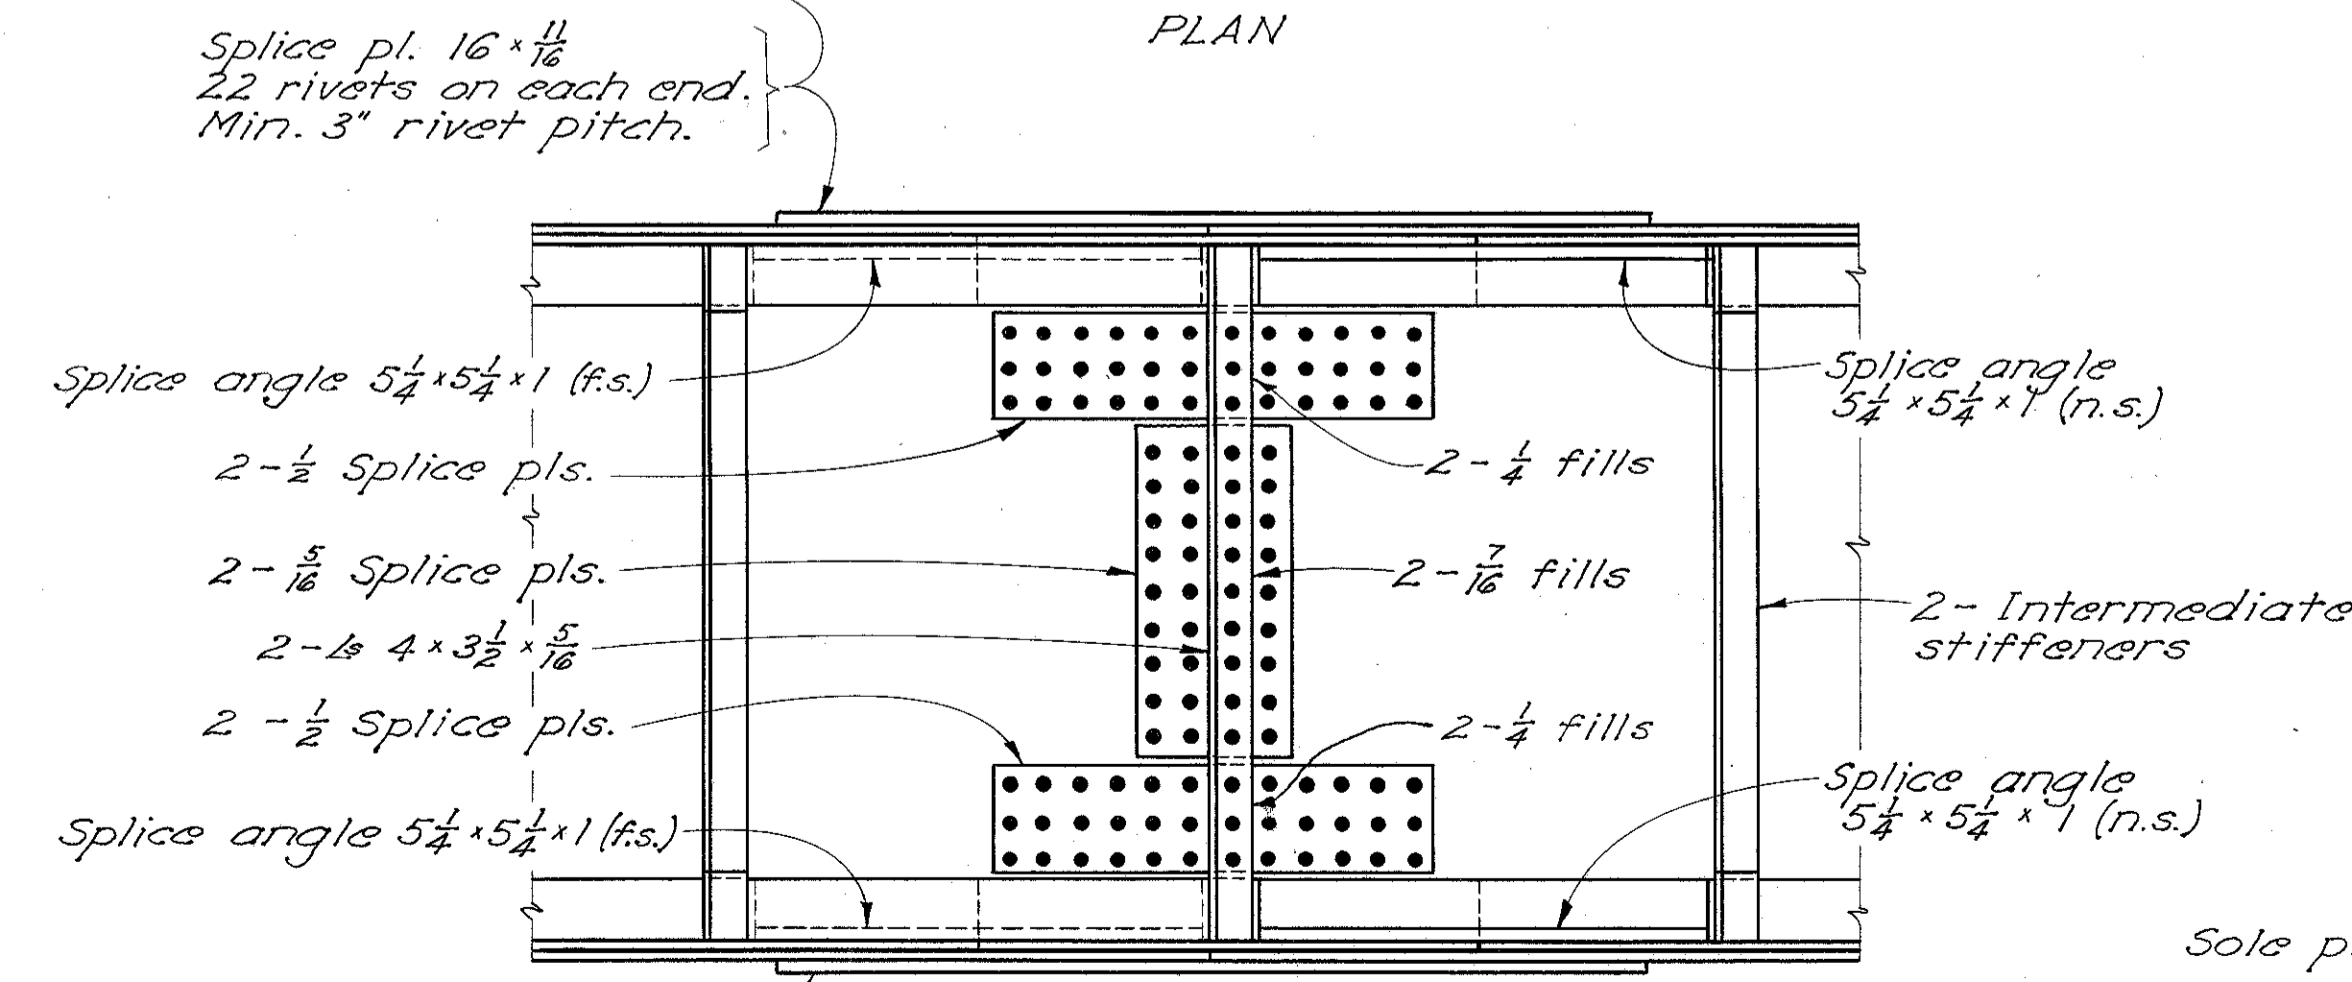 PLAN
Splice pl. 16 × 11/16
22 rivets on each end.
Min. 3" rivet pitch.
Splice angle 5 1/4 × 5 1/4 × 1 (f.s.)
Splice angle
5 1/4 × 5 1/4 × 1 (n.s.)
2 - 1/2 Splice pls.
2 - 1/4 fills
2 - 5/16 Splice pls.
2 - 7/16 fills
2 - Intermediate
stiffeners
2 - Ls 4 × 3 1/2 × 5/16
2 - 1/2 Splice pls.
2 - 1/4 fills
Splice angle
5 1/4 × 5 1/4 × 1 (n.s.)
Splice angle 5 1/4 × 5 1/4 × 1 (f.s.)
Sole p